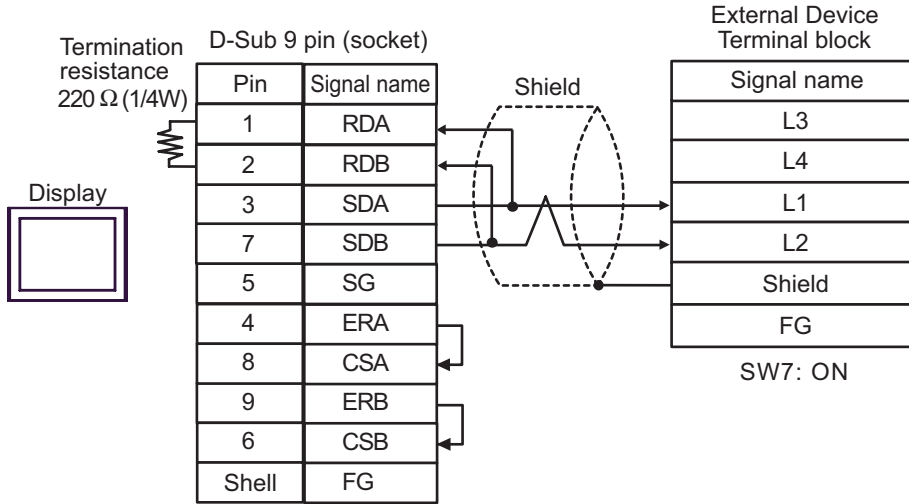 External Device
Terminal block
D-Sub 9 pin (socket)
Termination
resistance
220 Ω (1/4W)
Shield
Display
Pin Signal name
1 RDA
2 RDB
3 SDA
7 SDB
5 SG
4 ERA
8 CSA
9 ERB
6 CSB
Shell FG
Signal name
L3
L4
L1
L2
Shield
FG
SW7: ON